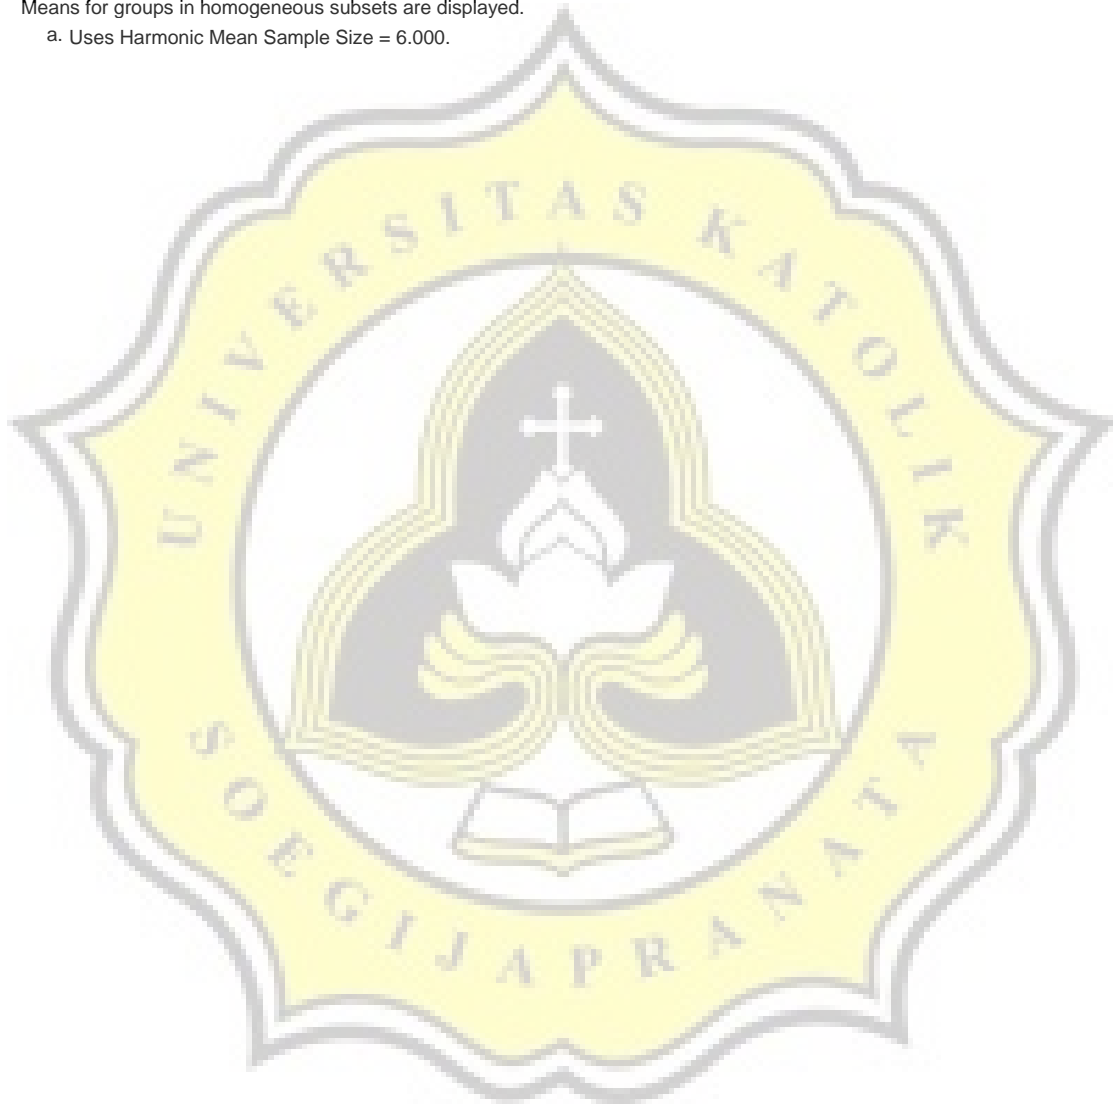 Means for groups in homogeneous subsets are displayed.
a. Uses Harmonic Mean Sample Size = 6.000.
UNIVERSITAS KATOLIK
SOEGIJAPRANATA